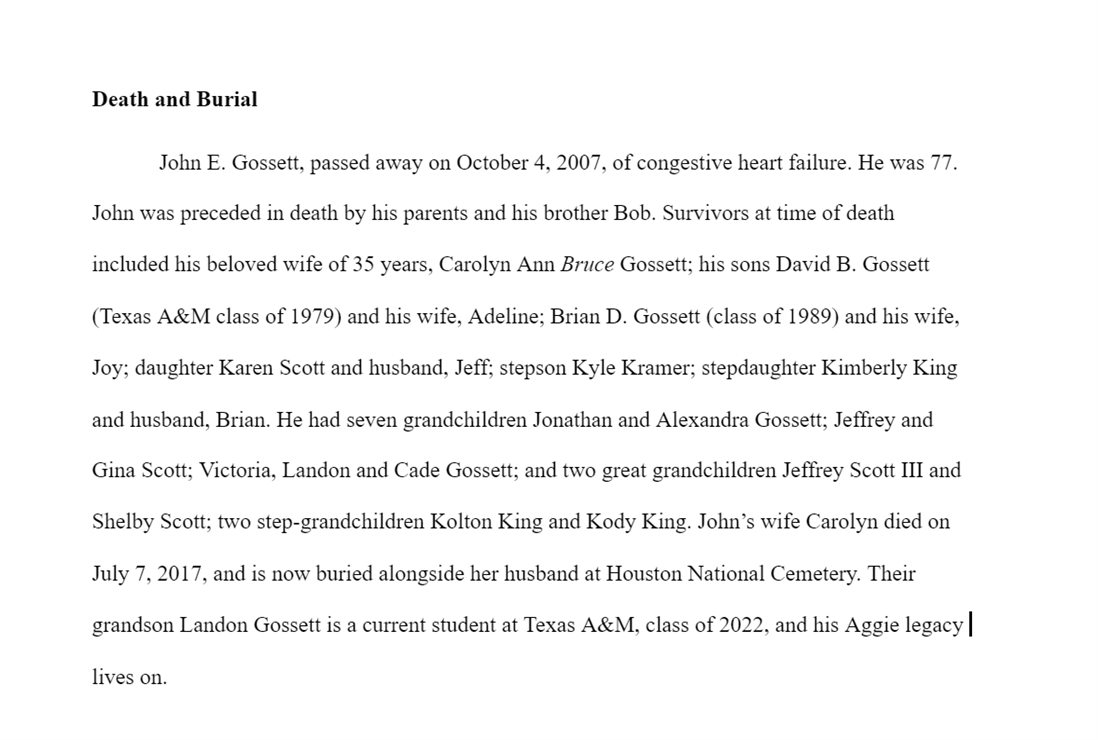 Death and Burial
John E. Gossett, passed away on October 4, 2007, of congestive heart failure. He was 77.
John was preceded in death by his parents and his brother Bob. Survivors at time of death
included his beloved wife of 35 years, Carolyn Ann Bruce Gossett; his sons David B. Gossett
(Texas A&M class of 1979) and his wife, Adeline; Brian D. Gossett (class of 1989) and his wife,
Joy; daughter Karen Scott and husband, Jeff; stepson Kyle Kramer; stepdaughter Kimberly King
and husband, Brian. He had seven grandchildren Jonathan and Alexandra Gossett; Jeffrey and
Gina Scott; Victoria, Landon and Cade Gossett; and two great grandchildren Jeffrey Scott III and
Shelby Scott; two step-grandchildren Kolton King and Kody King. John’s wife Carolyn died on
July 7, 2017, and is now buried alongside her husband at Houston National Cemetery. Their
grandson Landon Gossett is a current student at Texas A&M, class of 2022, and his Aggie legacy
lives on.